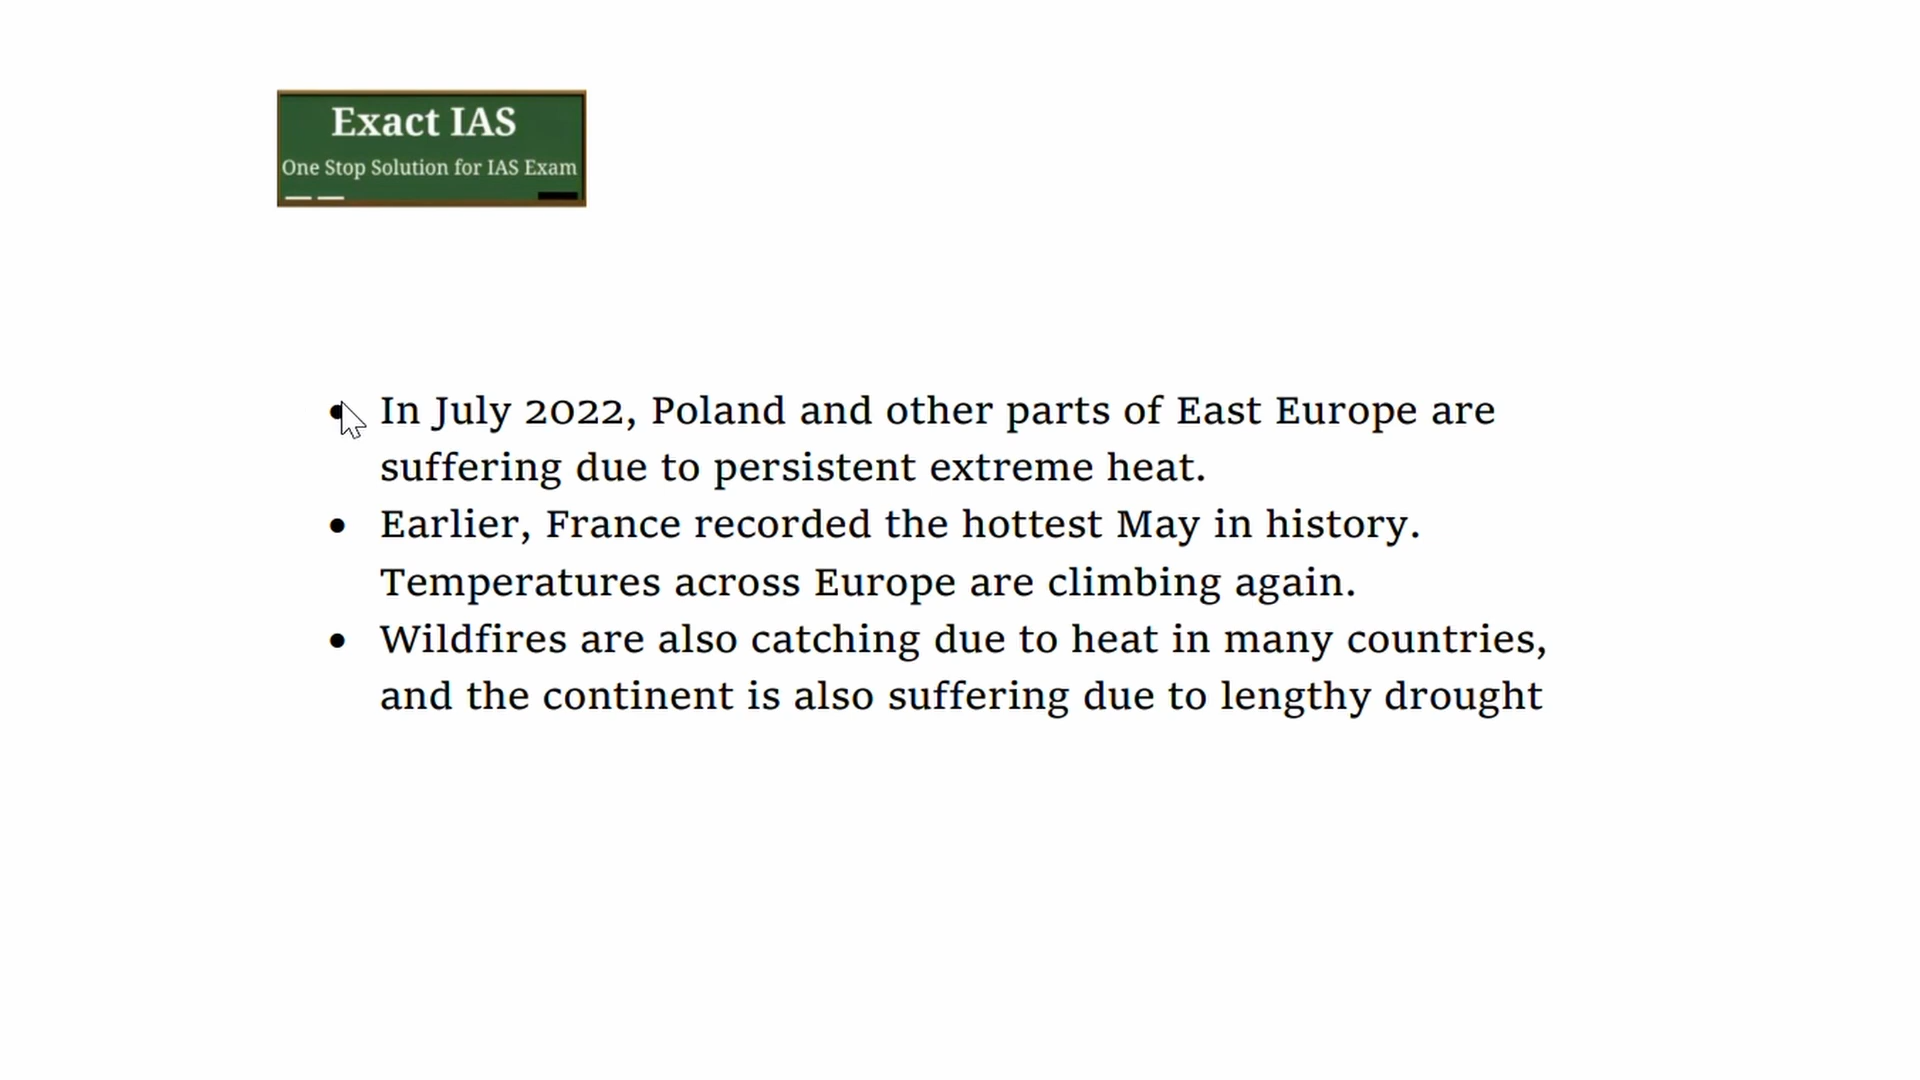 Exact IAS
One Stop Solution for IAS Exam
• In July 2022, Poland and other parts of East Europe are
suffering due to persistent extreme heat.
• Earlier, France recorded the hottest May in history.
Temperatures across Europe are climbing again.
• Wildfires are also catching due to heat in many countries,
and the continent is also suffering due to lengthy drought